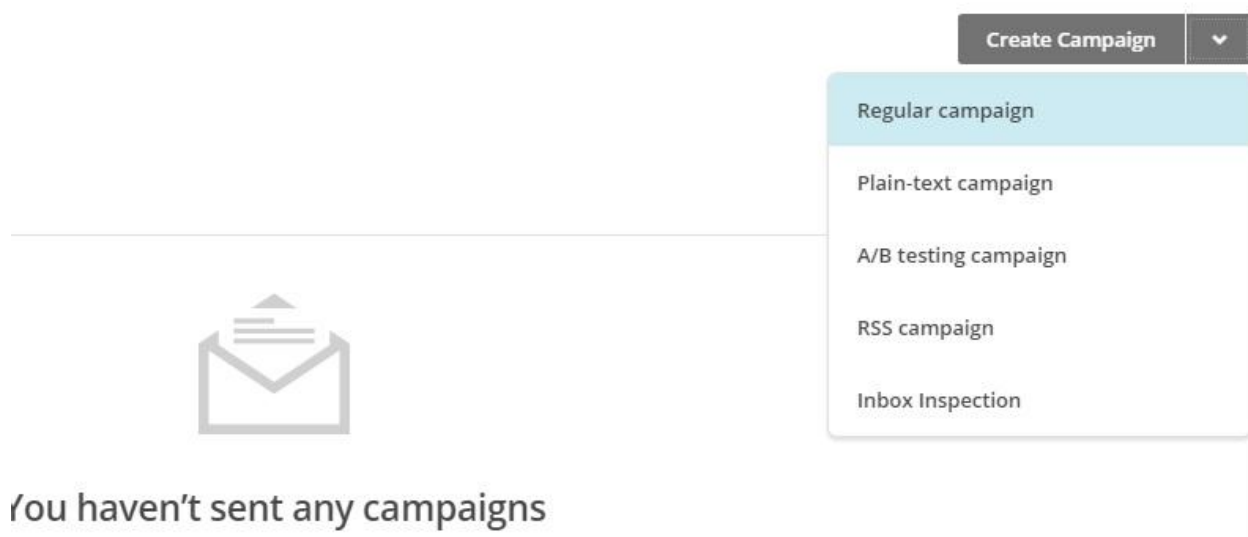 Create Campaign
Regular campaign
Plain-text campaign
A/B testing campaign
RSS campaign
Inbox Inspection
You haven’t sent any campaigns